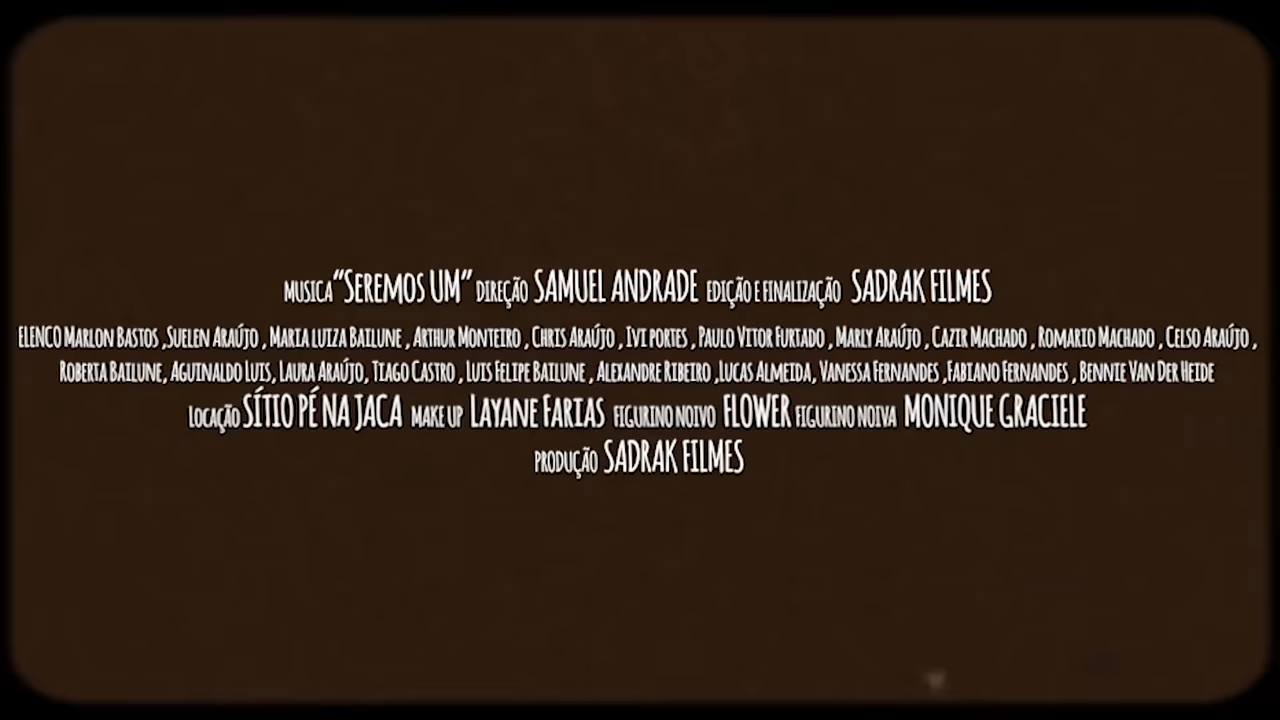 MUSICA “SEREMOS UM” DIREÇÃO SAMUEL ANDRADE EDIÇÃO E FINALIZAÇÃO SADRAK FILMES
ELENCO MARLON BASTOS ,SUELEN ARAÚJO , MARIA LUIZA BAILUNE , ARTHUR MONTEIRO , CHRIS ARAÚJO , IVI PORTES , PAULO VITOR FURTADO , MARLY ARAÚJO , CAZIR MACHADO , ROMARIO MACHADO , CELSO ARAÚJO ,
ROBERTA BAILUNE, AGUINALDO LUIS, LAURA ARAÚJO, TIAGO CASTRO , LUIS FELIPE BAILUNE , ALEXANDRE RIBEIRO ,LUCAS ALMEIDA, VANESSA FERNANDES ,FABIANO FERNANDES , BENNIE VAN DER HEIDE
LOCAÇÃO SÍTIO PÉ NA JACA MAKE UP LAYANE FARIAS FIGURINO NOIVO FLOWER FIGURINO NOIVA MONIQUE GRACIELE
PRODUÇÃO SADRAK FILMES